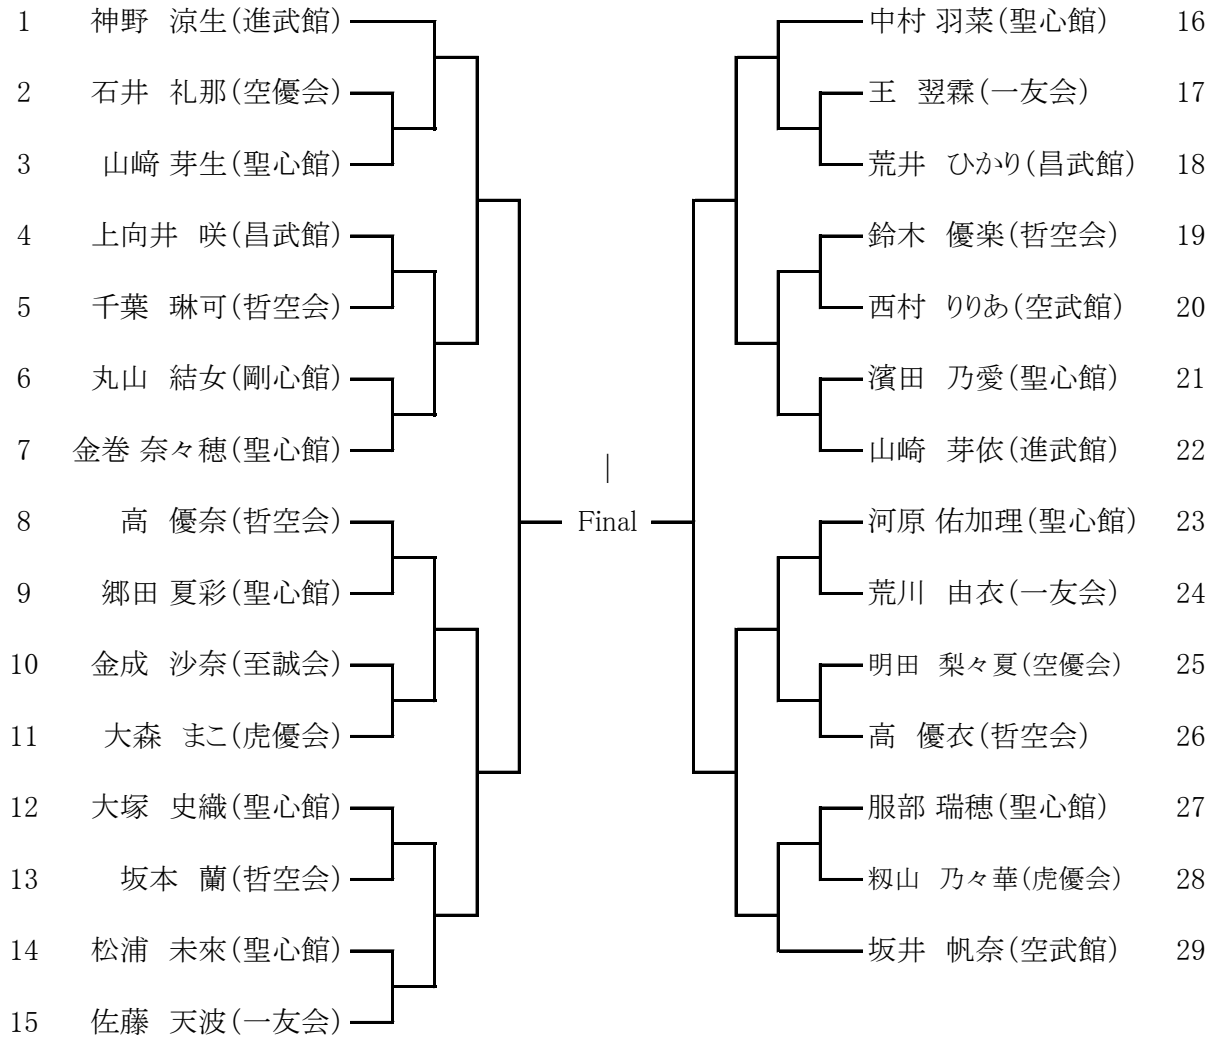 1 神野 涼生(進武館)
2 石井 礼那(空優会)
3 山﨑 芽生(聖心館)
4 上向井 咲(昌武館)
5 千葉 琳可(哲空会)
6 丸山 結女(剛心館)
7 金巻 奈々穂(聖心館)
8 高 優奈(哲空会)
9 郷田 夏彩(聖心館)
10 金成 沙奈(至誠会)
11 大森 まこ(虎優会)
12 大塚 史織(聖心館)
13 坂本 蘭(哲空会)
14 松浦 未來(聖心館)
15 佐藤 天波(一友会)
Final
中村 羽菜(聖心館) 16
王 翌霖(一友会) 17
荒井 ひかり(昌武館) 18
鈴木 優楽(哲空会) 19
西村 りりあ(空武館) 20
濱田 乃愛(聖心館) 21
山崎 芽依(進武館) 22
河原 佑加理(聖心館) 23
荒川 由衣(一友会) 24
明田 梨々夏(空優会) 25
高 優衣(哲空会) 26
服部 瑞穂(聖心館) 27
籾山 乃々華(虎優会) 28
坂井 帆奈(空武館) 29